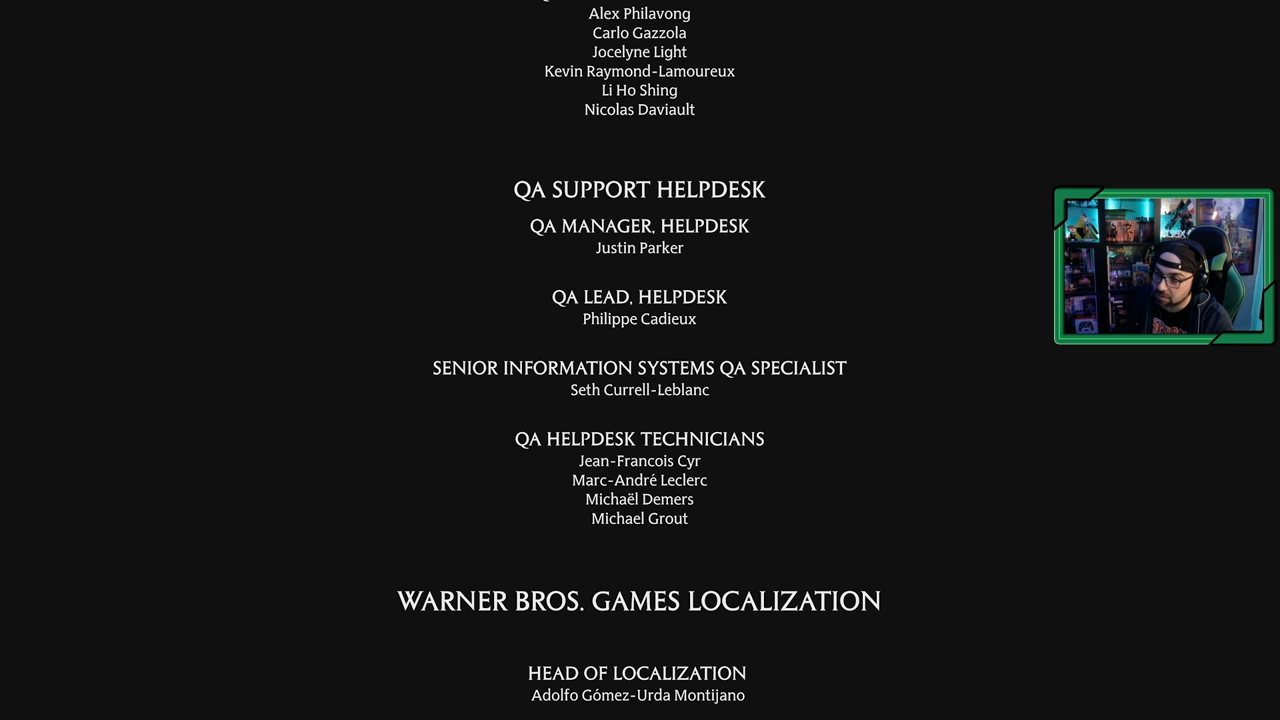 Alex Philavong
Carlo Gazzola
Jocelyne Light
Kevin Raymond-Lamoureux
Li Ho Shing
Nicolas Daviault
QA SUPPORT HELPDESK
QA MANAGER, HELPDESK
Justin Parker
QA LEAD, HELPDESK
Philippe Cadieux
SENIOR INFORMATION SYSTEMS QA SPECIALIST
Seth Currell-Leblanc
QA HELPDESK TECHNICIANS
Jean-Francois Cyr
Marc-André Leclerc
Michaël Demers
Michael Grout
WARNER BROS. GAMES LOCALIZATION
HEAD OF LOCALIZATION
Adolfo Gómez-Urda Montijano